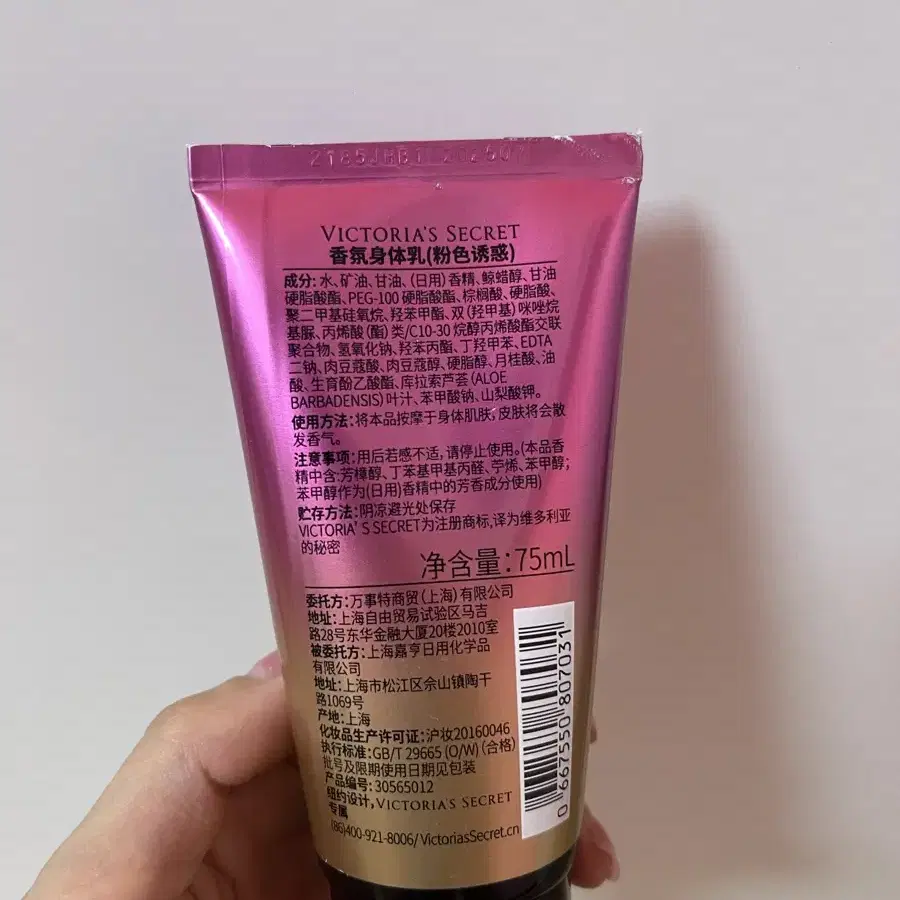 VICTORIA'S SECRET
香氛身体乳(粉色诱惑)
成分:水、矿油、甘油、(日用)香精、鲸蜡醇、甘油
硬脂酸酯、PEG-100 硬脂酸酯、棕榈酸、硬脂酸、
聚二甲基硅氧烷、羟苯甲酯、双(羟甲基)咪唑烷
基脲、丙烯酸(酯)类/C10-30 烷醇丙烯酸酯交联
聚合物、氢氧化钠、羟苯丙酯、丁羟甲苯、EDTA
二钠、肉豆蔻酸、肉豆蔻醇、硬脂醇、月桂酸、油
酸、生育酚乙酸酯、库拉索芦荟(ALOE
BARBADENSIS)叶汁、苯甲酸钠、山梨酸钾。
使用方法:将本品按摩于身体肌肤,皮肤将会散
发香气。
注意事项:用后若感不适,请停止使用。(本品香
精中含:芳樟醇、丁苯基甲基丙醛、苧烯、苯甲醇;
苯甲醇作为(日用)香精中的芳香成分使用)
贮存方法:阴凉避光处保存
VICTORIA'S SECRET为注册商标,译为维多利亚
的秘密
净含量:75mL
委托方:万事特商贸(上海)有限公司
地址:上海自由贸易试验区马吉
路28号东华金融大厦20楼2010室
被委托方:上海嘉亨日用化学品
有限公司
地址:上海市松江区佘山镇陶干
路1069号
产地:上海
化妆品生产许可证:沪妆20160046
执行标准:GB/T 29665 (O/W) (合格)
批号及限期使用日期见包装
产品编号:30565012
纽约设计,VICTORIA'S SECRET
专属
(86)400-921-8006/VictoriasSecret.cn
0 667550 807031